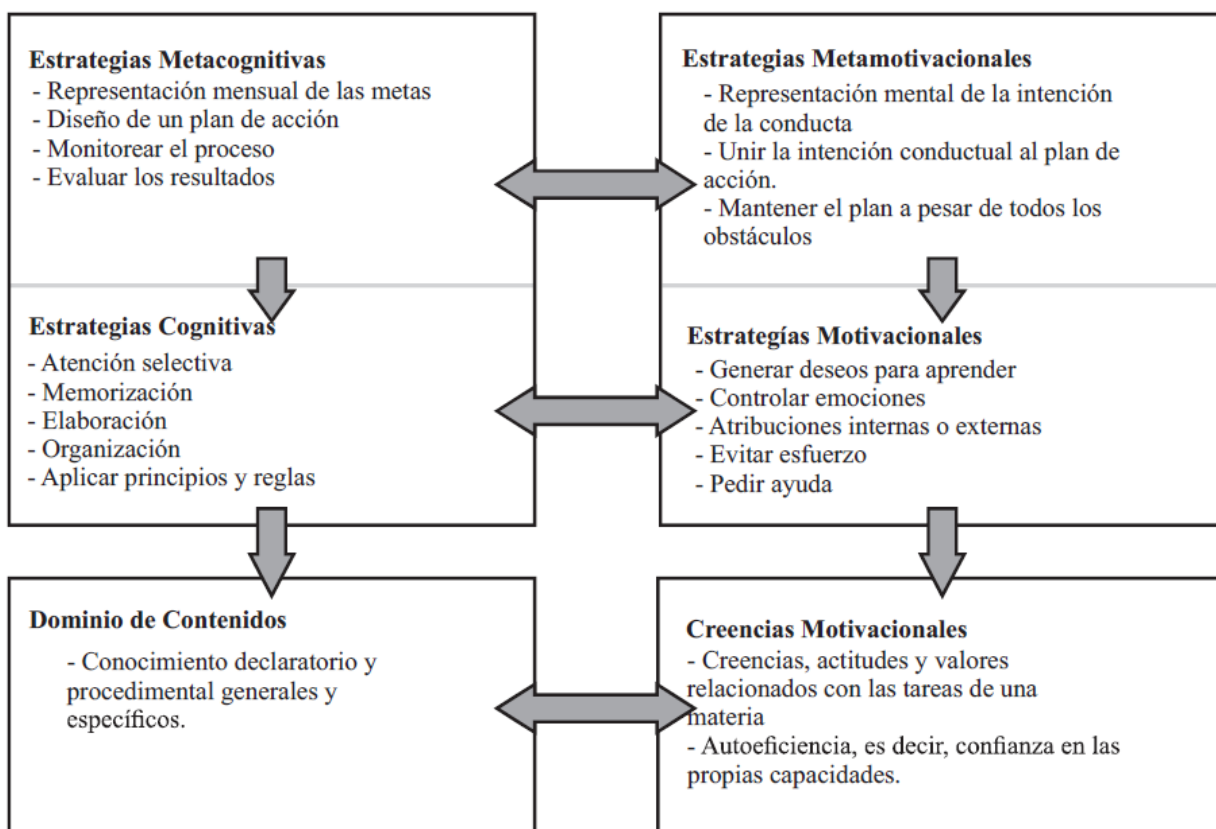 Estrategias Metacognitivas
- Representación mensual de las metas
- Diseño de un plan de acción
- Monitorear el proceso
- Evaluar los resultados
Estrategias Metamotivacionales
- Representación mental de la intención
de la conducta
- Unir la intención conductual al plan de
acción.
- Mantener el plan a pesar de todos los
obstáculos
Estrategias Cognitivas
- Atención selectiva
- Memorización
- Elaboración
- Organización
- Aplicar principios y reglas
Estrategías Motivacionales
- Generar deseos para aprender
- Controlar emociones
- Atribuciones internas o externas
- Evitar esfuerzo
- Pedir ayuda
Dominio de Contenidos
- Conocimiento declaratorio y
procedimental generales y
específicos.
Creencias Motivacionales
- Creencias, actitudes y valores
relacionados con las tareas de una
materia
- Autoeficiencia, es decir, confianza en las
propias capacidades.